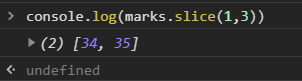 > console.log(marks.slice(1,3))
▶ (2) [34, 35]
undefined